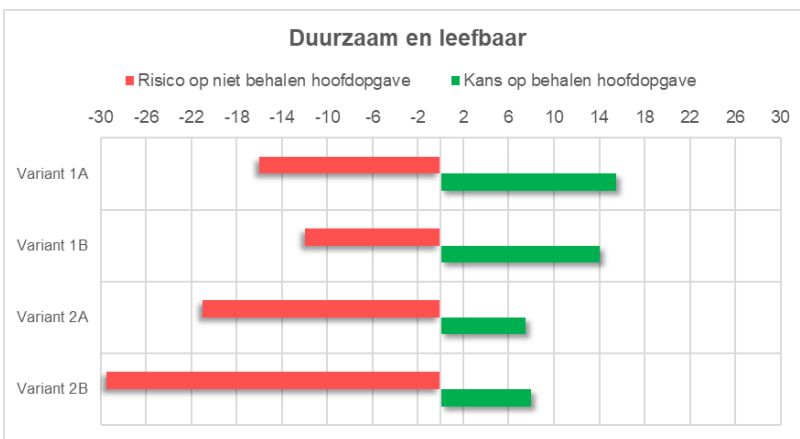 Duurzaam en leefbaar
Risico op niet behalen hoofdopgave Kans op behalen hoofdopgave
-30 -26 -22 -18 -14 -10 -6 -2 2 6 10 14 18 22 26 30
Variant 1A
Variant 1B
Variant 2A
Variant 2B